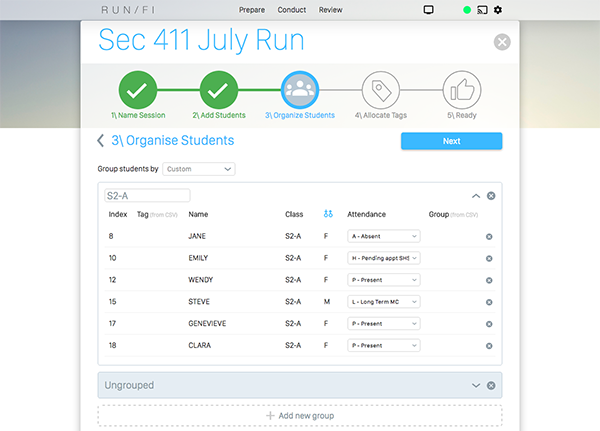 RUN/FI Prepare Conduct Review
Sec 411 July Run
1\ Name Session 2\ Add Students 3\ Organize Students 4\ Allocate Tags 5\ Ready
3\ Organise Students Next
Group students by Custom
S2-A
Index Tag (from CSV) Name Class Attendance Group (from CSV)
8 JANE S2-A F A - Absent
10 EMILY S2-A F H - Pending appt SHS
12 WENDY S2-A F P - Present
15 STEVE S2-A M L - Long Term MC
17 GENEVIEVE S2-A F P - Present
18 CLARA S2-A F P - Present
Ungrouped
+ Add new group